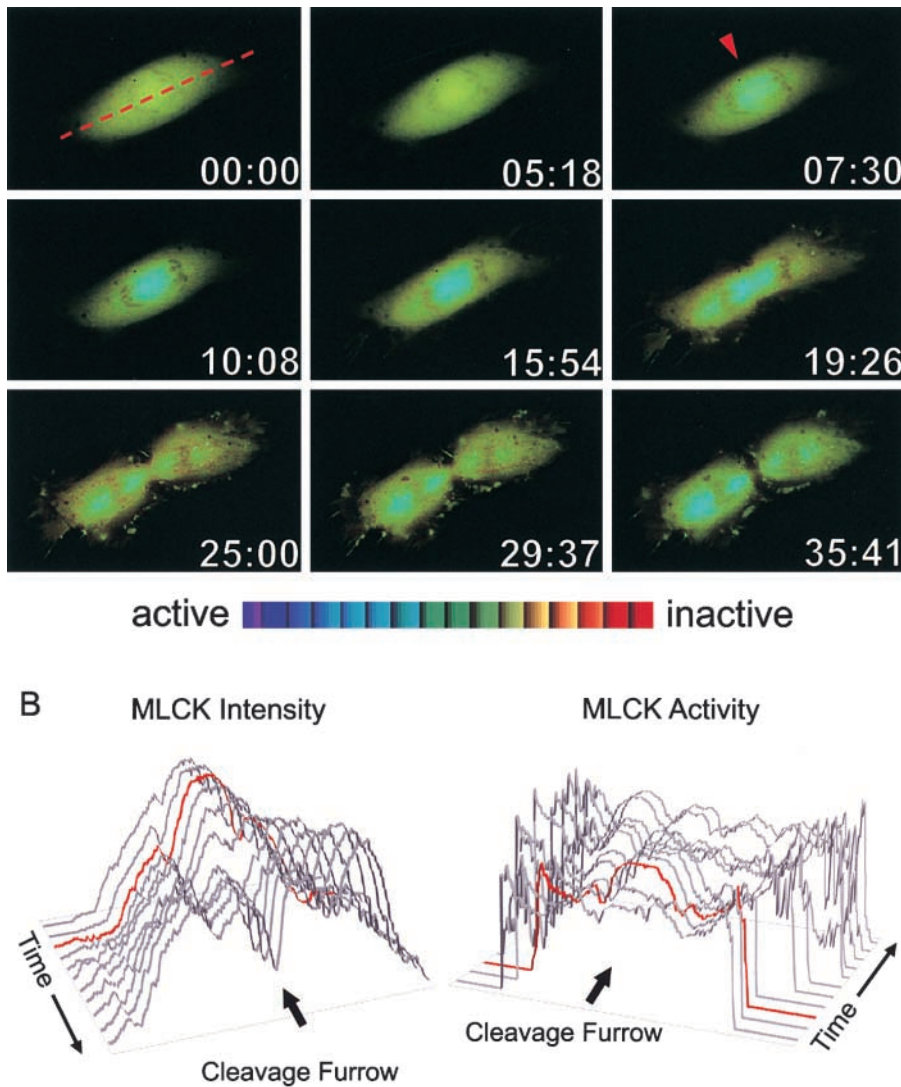 00:00
05:18
07:30
10:08
15:54
19:26
25:00
29:37
35:41
active
inactive
B
MLCK Intensity
MLCK Activity
Time
Cleavage Furrow
Cleavage Furrow
Time